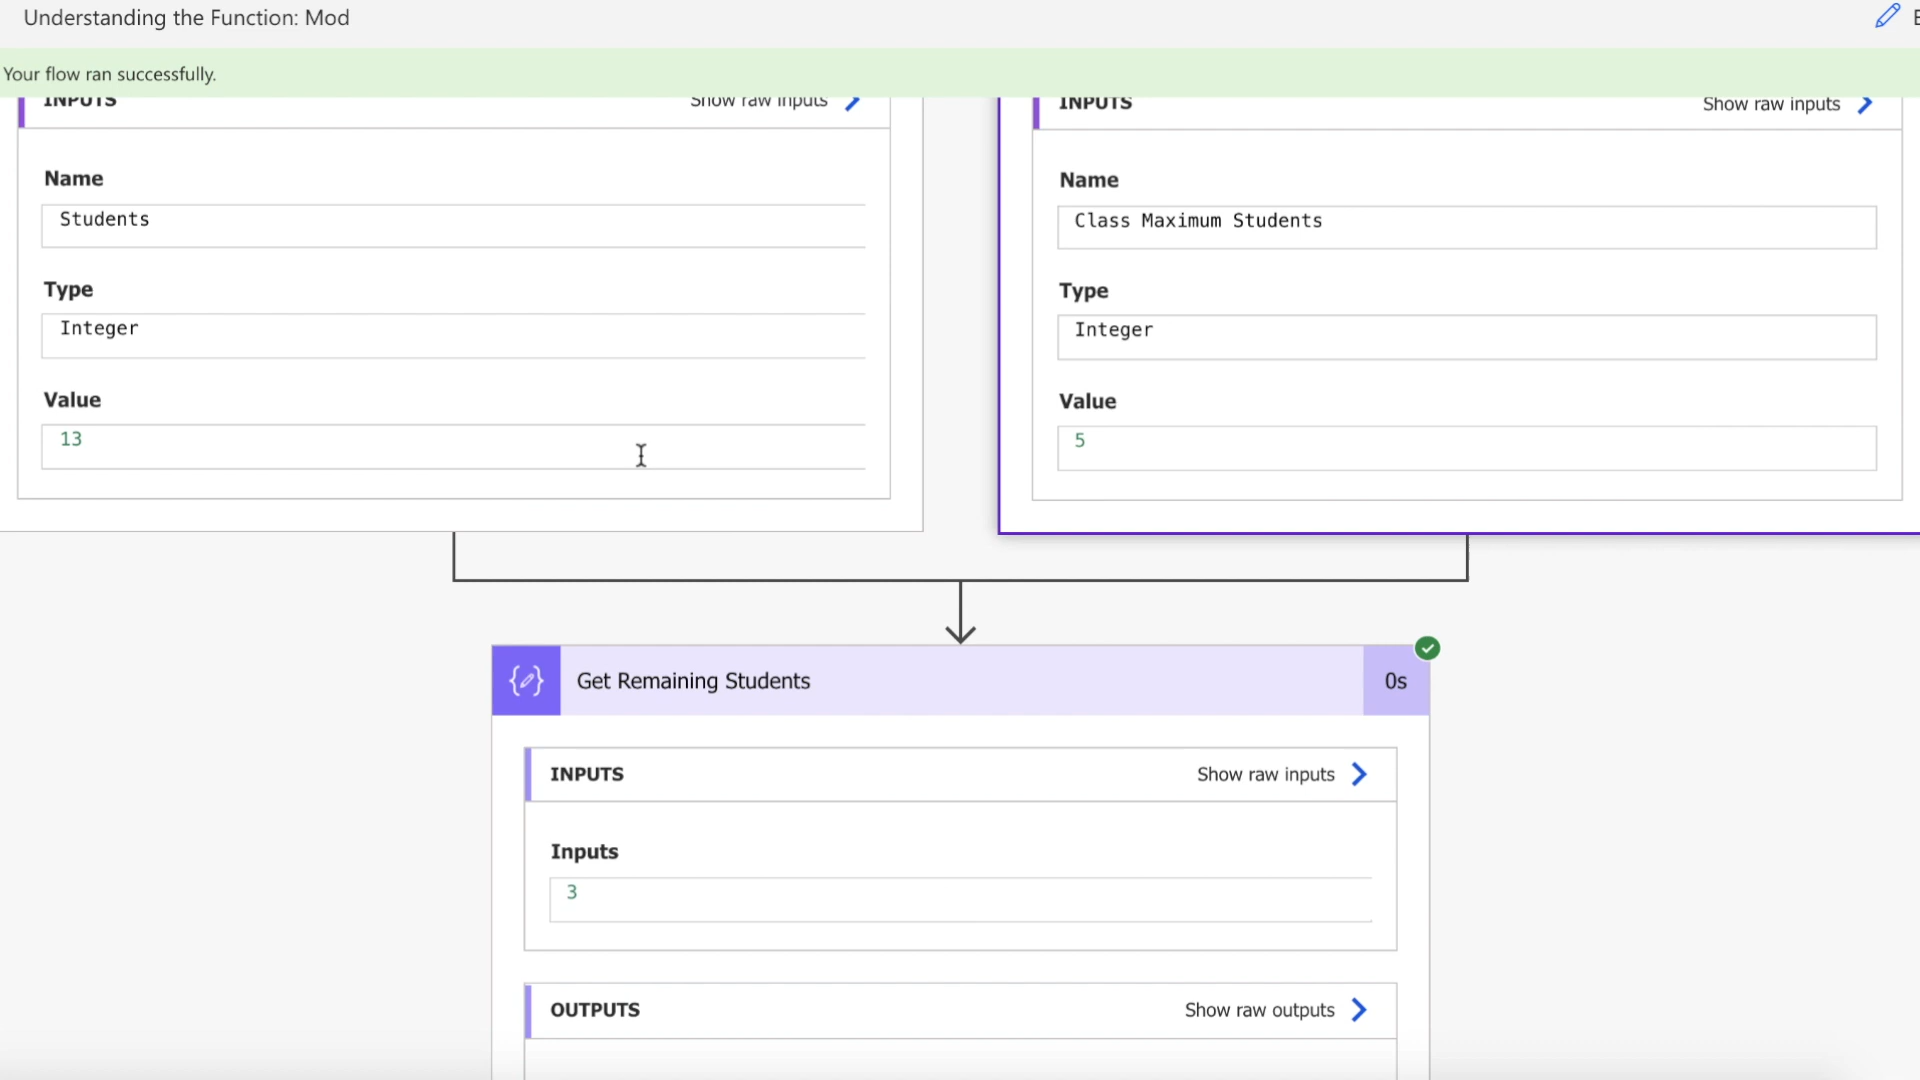 Understanding the Function: Mod
Your flow ran successfully.
INPUTS
Show raw inputs
Name
Students
Type
Integer
Value
13
INPUTS
Show raw inputs
Name
Class Maximum Students
Type
Integer
Value
5
Get Remaining Students
0s
INPUTS
Show raw inputs
Inputs
3
OUTPUTS
Show raw outputs